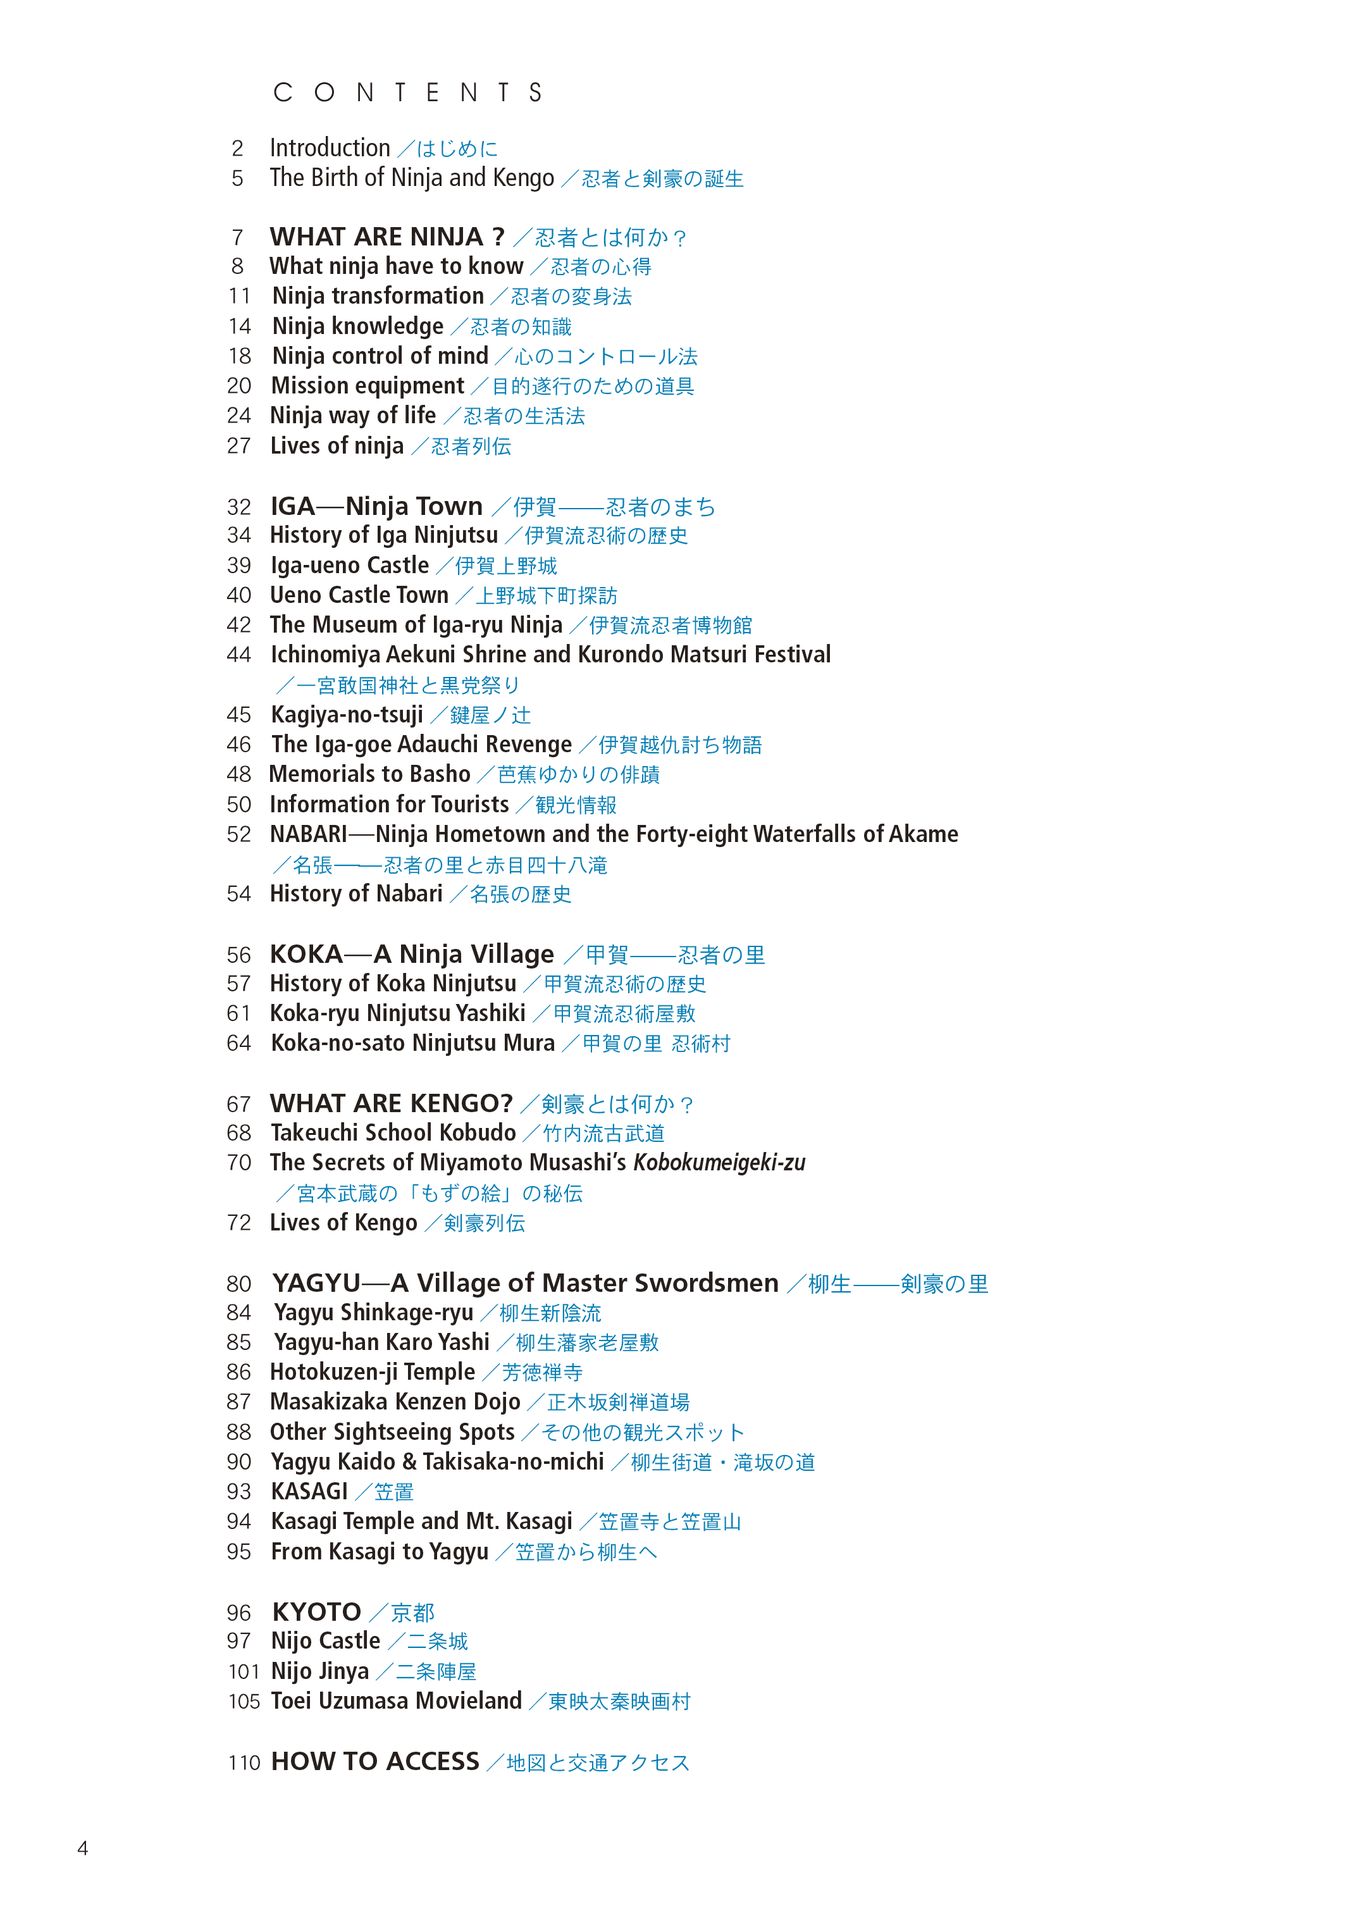 CONTENTS
2 Introduction ／はじめに
5 The Birth of Ninja and Kengo ／忍者と剣豪の誕生
7 WHAT ARE NINJA ? ／忍者とは何か？
8 What ninja have to know ／忍者の心得
11 Ninja transformation ／忍者の変身法
14 Ninja knowledge ／忍者の知識
18 Ninja control of mind ／心のコントロール法
20 Mission equipment ／目的遂行のための道具
24 Ninja way of life ／忍者の生活法
27 Lives of ninja ／忍者列伝
32 IGA—Ninja Town ／伊賀——忍者のまち
34 History of Iga Ninjutsu ／伊賀流忍術の歴史
39 Iga-ueno Castle ／伊賀上野城
40 Ueno Castle Town ／上野城下町探訪
42 The Museum of Iga-ryu Ninja ／伊賀流忍者博物館
44 Ichinomiya Aekuni Shrine and Kurondo Matsuri Festival
／一宮敢国神社と黒党祭り
45 Kagiya-no-tsuji ／鍵屋ノ辻
46 The Iga-goe Adauchi Revenge ／伊賀越仇討ち物語
48 Memorials to Basho ／芭蕉ゆかりの俳蹟
50 Information for Tourists ／観光情報
52 NABARI—Ninja Hometown and the Forty-eight Waterfalls of Akame
／名張——忍者の里と赤目四十八滝
54 History of Nabari ／名張の歴史
56 KOKA—A Ninja Village ／甲賀——忍者の里
57 History of Koka Ninjutsu ／甲賀流忍術の歴史
61 Koka-ryu Ninjutsu Yashiki ／甲賀流忍術屋敷
64 Koka-no-sato Ninjutsu Mura ／甲賀の里 忍術村
67 WHAT ARE KENGO? ／剣豪とは何か？
68 Takeuchi School Kobudo ／竹内流古武道
70 The Secrets of Miyamoto Musashi’s Kobokumeigeki-zu
／宮本武蔵の「もずの絵」の秘伝
72 Lives of Kengo ／剣豪列伝
80 YAGYU—A Village of Master Swordsmen ／柳生——剣豪の里
84 Yagyu Shinkage-ryu ／柳生新陰流
85 Yagyu-han Karo Yashi ／柳生藩家老屋敷
86 Hotokuzen-ji Temple ／芳徳禅寺
87 Masakizaka Kenzen Dojo ／正木坂剣禅道場
88 Other Sightseeing Spots ／その他の観光スポット
90 Yagyu Kaido & Takisaka-no-michi ／柳生街道・滝坂の道
93 KASAGI ／笠置
94 Kasagi Temple and Mt. Kasagi ／笠置寺と笠置山
95 From Kasagi to Yagyu ／笠置から柳生へ
96 KYOTO ／京都
97 Nijo Castle ／二条城
101 Nijo Jinya ／二条陣屋
105 Toei Uzumasa Movieland ／東映太秦映画村
110 HOW TO ACCESS ／地図と交通アクセス
4